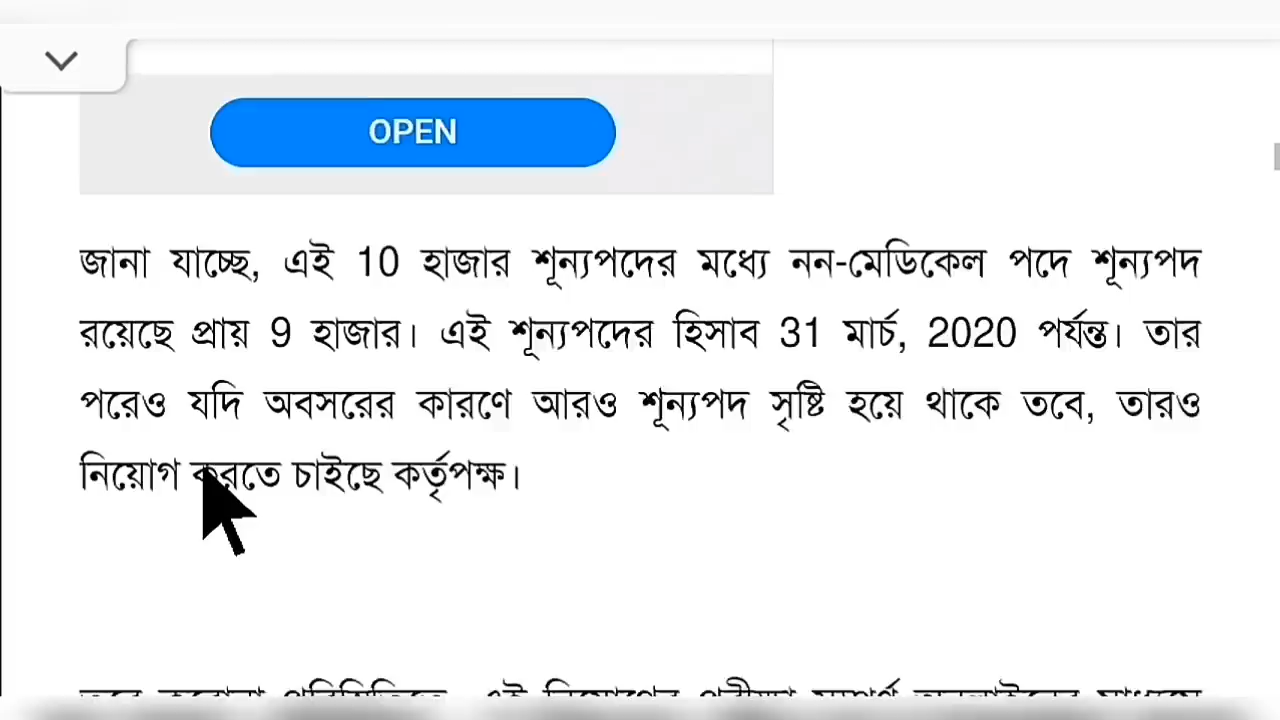 OPEN
জানা যাচ্ছে, এই 10 হাজার শূন্যপদের মধ্যে নন-মেডিকেল পদে শূন্যপদ
রয়েছে প্রায় 9 হাজার। এই শূন্যপদের হিসাব 31 মার্চ, 2020 পর্যন্ত। তার
পরেও যদি অবসরের কারণে আরও শূন্যপদ সৃষ্টি হয়ে থাকে তবে, তারও
নিয়োগ করতে চাইছে কর্তৃপক্ষ।